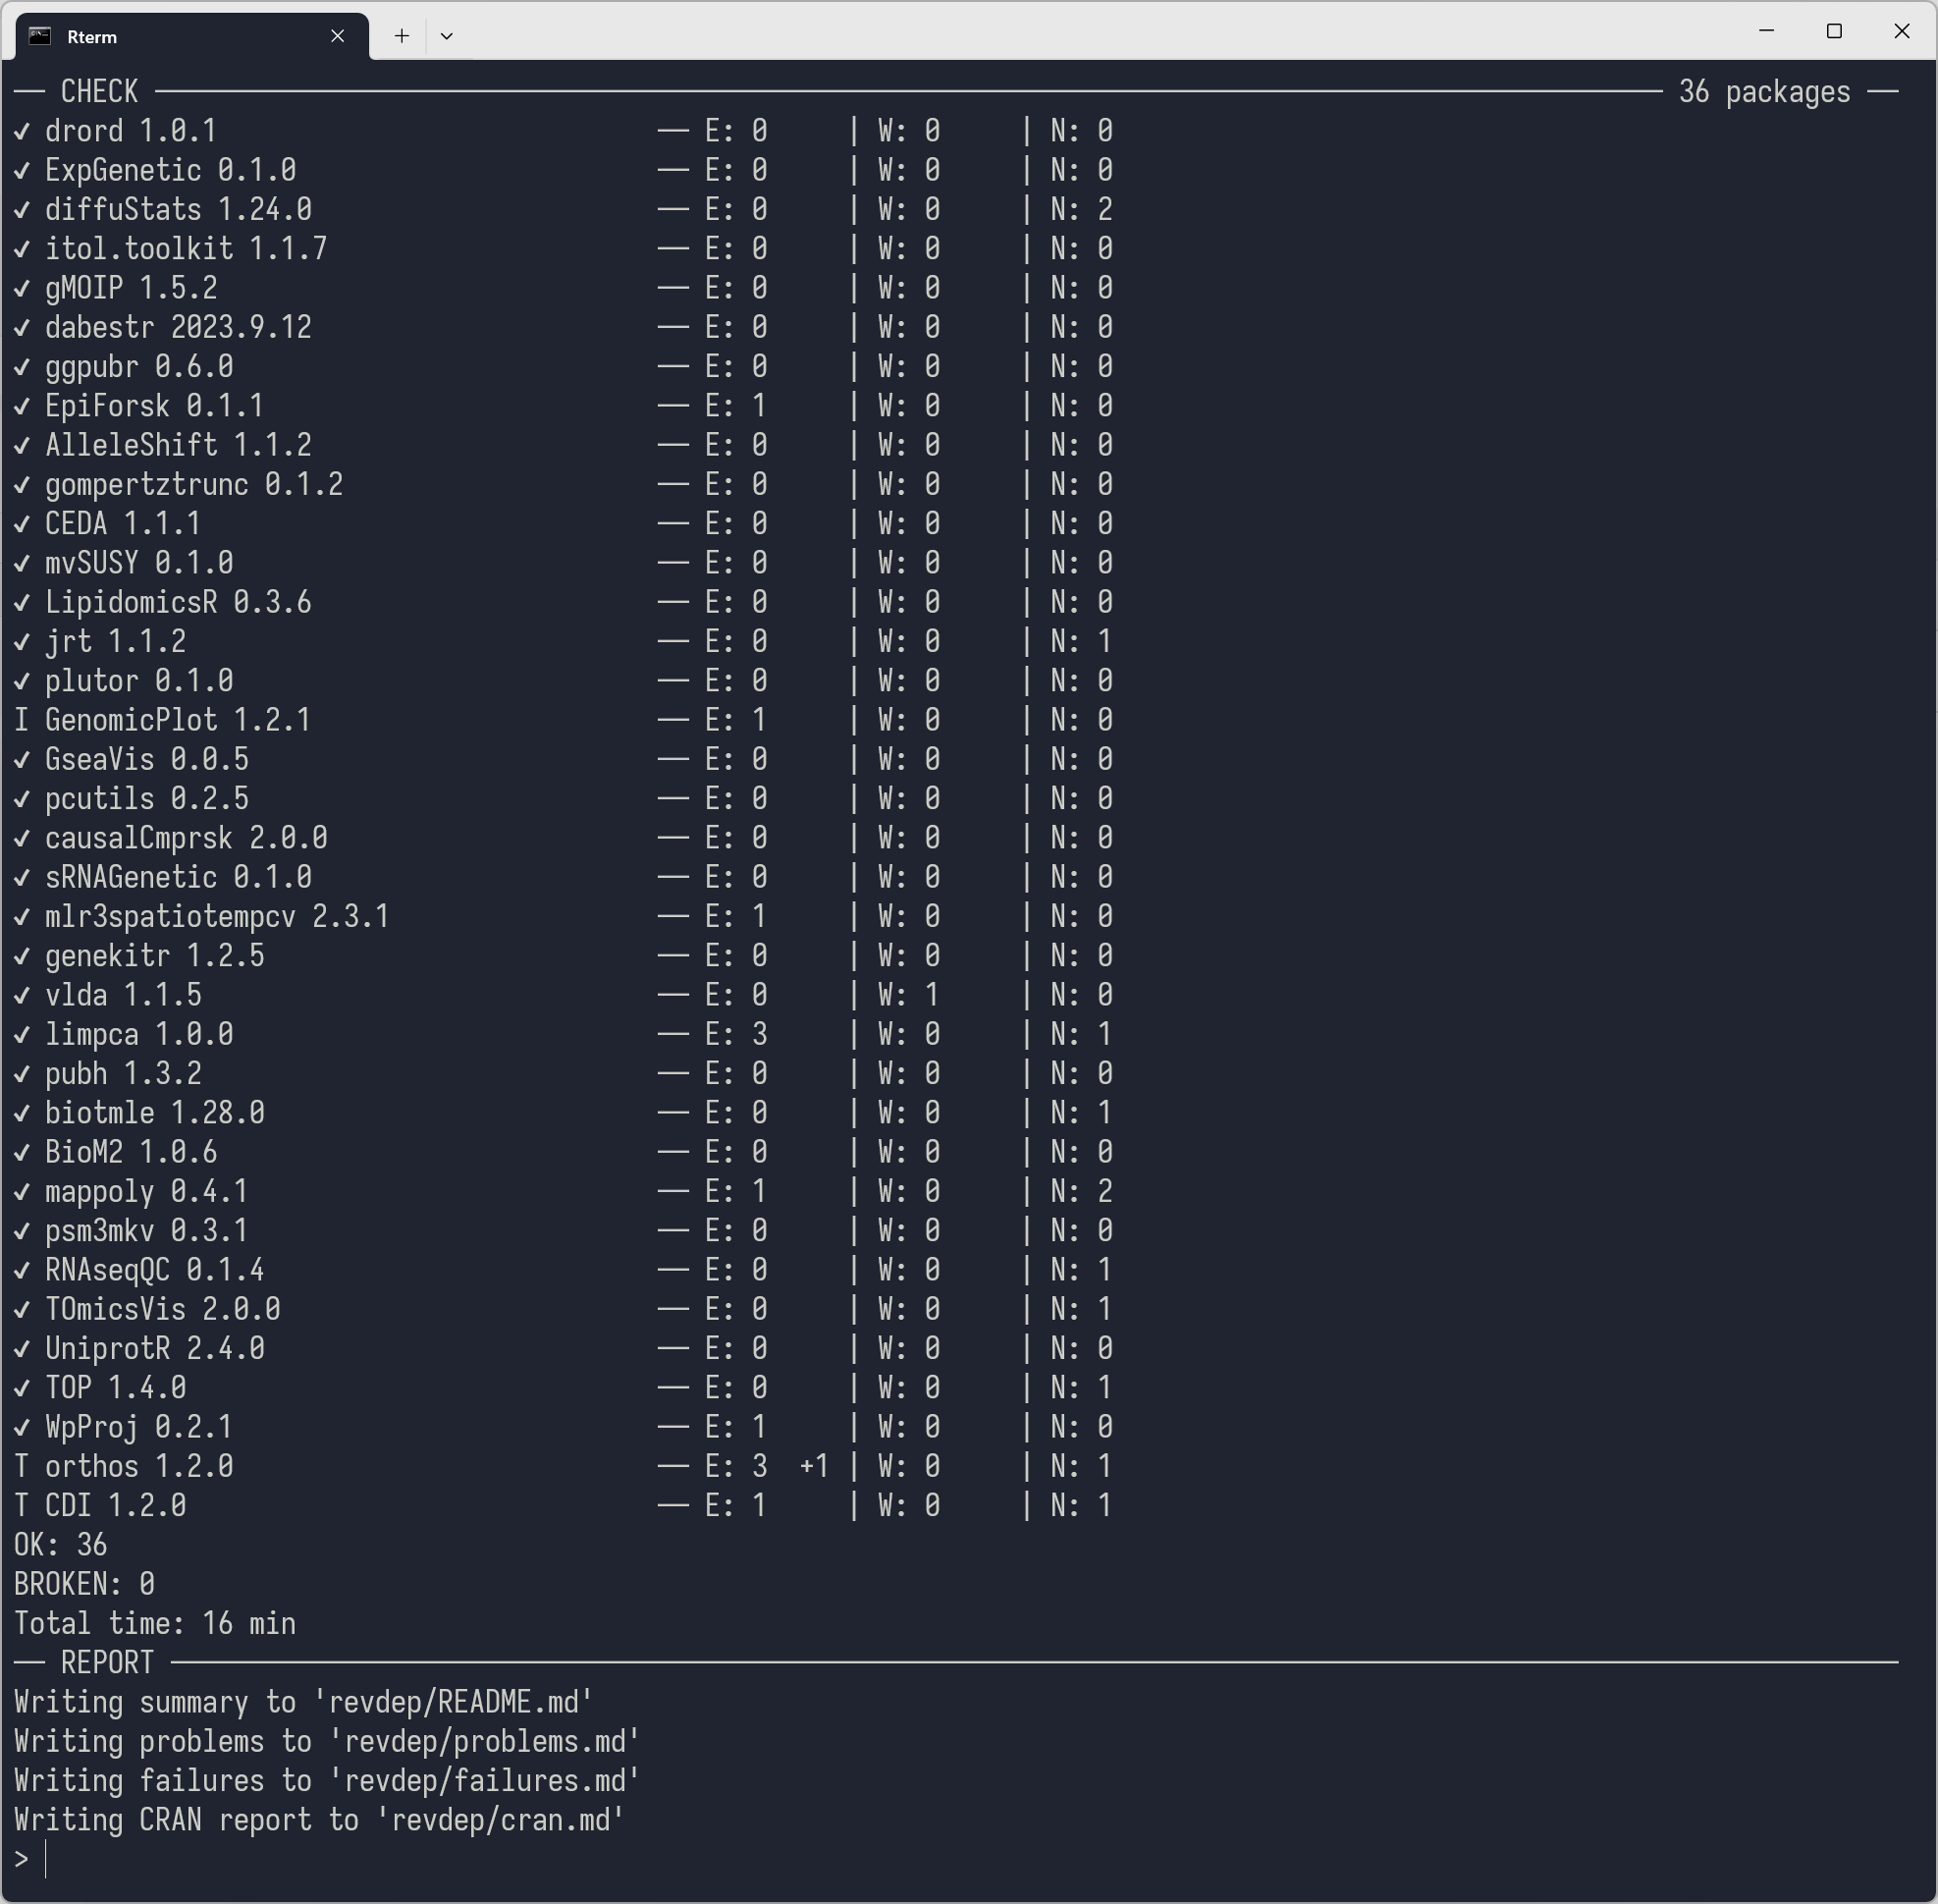 Rterm
── CHECK ──────────────────────────────── 36 packages ──
✔ drord 1.0.1 ── E: 0 | W: 0 | N: 0
✔ ExpGenetic 0.1.0 ── E: 0 | W: 0 | N: 0
✔ diffuStats 1.24.0 ── E: 0 | W: 0 | N: 2
✔ itol.toolkit 1.1.7 ── E: 0 | W: 0 | N: 0
✔ gMOIP 1.5.2 ── E: 0 | W: 0 | N: 0
✔ dabestr 2023.9.12 ── E: 0 | W: 0 | N: 0
✔ ggpubr 0.6.0 ── E: 0 | W: 0 | N: 0
✔ EpiForsk 0.1.1 ── E: 1 | W: 0 | N: 0
✔ AlleleShift 1.1.2 ── E: 0 | W: 0 | N: 0
✔ gompertztrunc 0.1.2 ── E: 0 | W: 0 | N: 0
✔ CEDA 1.1.1 ── E: 0 | W: 0 | N: 0
✔ mvSUSY 0.1.0 ── E: 0 | W: 0 | N: 0
✔ LipidomicsR 0.3.6 ── E: 0 | W: 0 | N: 0
✔ jrt 1.1.2 ── E: 0 | W: 0 | N: 1
✔ plutor 0.1.0 ── E: 0 | W: 0 | N: 0
I GenomicPlot 1.2.1 ── E: 1 | W: 0 | N: 0
✔ GseaVis 0.0.5 ── E: 0 | W: 0 | N: 0
✔ pcutils 0.2.5 ── E: 0 | W: 0 | N: 0
✔ causalCmprsk 2.0.0 ── E: 0 | W: 0 | N: 0
✔ sRNAGenetic 0.1.0 ── E: 0 | W: 0 | N: 0
✔ mlr3spatiotempcv 2.3.1 ── E: 1 | W: 0 | N: 0
✔ genekitr 1.2.5 ── E: 0 | W: 0 | N: 0
✔ vlda 1.1.5 ── E: 0 | W: 1 | N: 0
✔ limpca 1.0.0 ── E: 3 | W: 0 | N: 1
✔ pubh 1.3.2 ── E: 0 | W: 0 | N: 0
✔ biotmle 1.28.0 ── E: 0 | W: 0 | N: 1
✔ BioM2 1.0.6 ── E: 0 | W: 0 | N: 0
✔ mappoly 0.4.1 ── E: 1 | W: 0 | N: 2
✔ psm3mkv 0.3.1 ── E: 0 | W: 0 | N: 0
✔ RNAseqQC 0.1.4 ── E: 0 | W: 0 | N: 1
✔ TOmicsVis 2.0.0 ── E: 0 | W: 0 | N: 1
✔ UniprotR 2.4.0 ── E: 0 | W: 0 | N: 0
✔ TOP 1.4.0 ── E: 0 | W: 0 | N: 1
✔ WpProj 0.2.1 ── E: 1 | W: 0 | N: 0
T orthos 1.2.0 ── E: 3 +1 | W: 0 | N: 1
T CDI 1.2.0 ── E: 1 | W: 0 | N: 1
OK: 36
BROKEN: 0
Total time: 16 min
── REPORT ────────────────────────────────
Writing summary to 'revdep/README.md'
Writing problems to 'revdep/problems.md'
Writing failures to 'revdep/failures.md'
Writing CRAN report to 'revdep/cran.md'
>